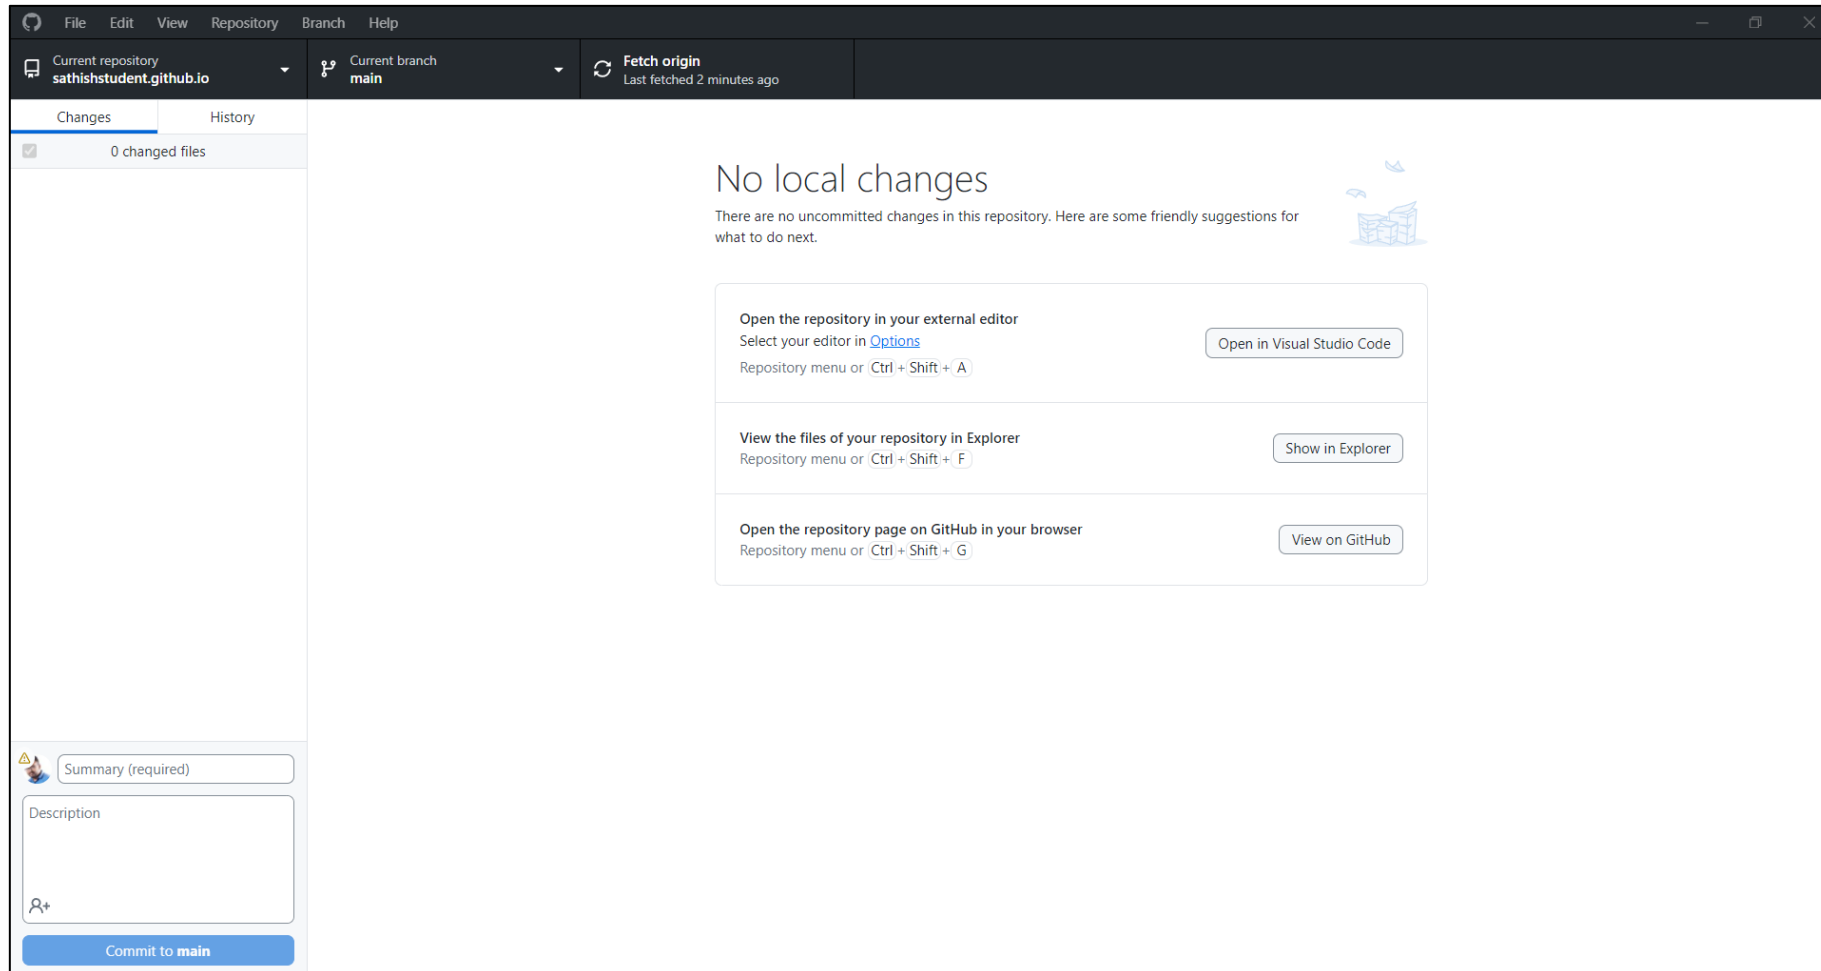 File Edit View Repository Branch Help
Current repository
sathishstudent.github.io
Current branch
main
Fetch origin
Last fetched 2 minutes ago
Changes History
0 changed files
No local changes
There are no uncommitted changes in this repository. Here are some friendly suggestions for
what to do next.
Open the repository in your external editor
Select your editor in Options
Repository menu or Ctrl + Shift + A
Open in Visual Studio Code
View the files of your repository in Explorer
Repository menu or Ctrl + Shift + F
Show in Explorer
Open the repository page on GitHub in your browser
Repository menu or Ctrl + Shift + G
View on GitHub
Summary (required)
Description
Commit to main